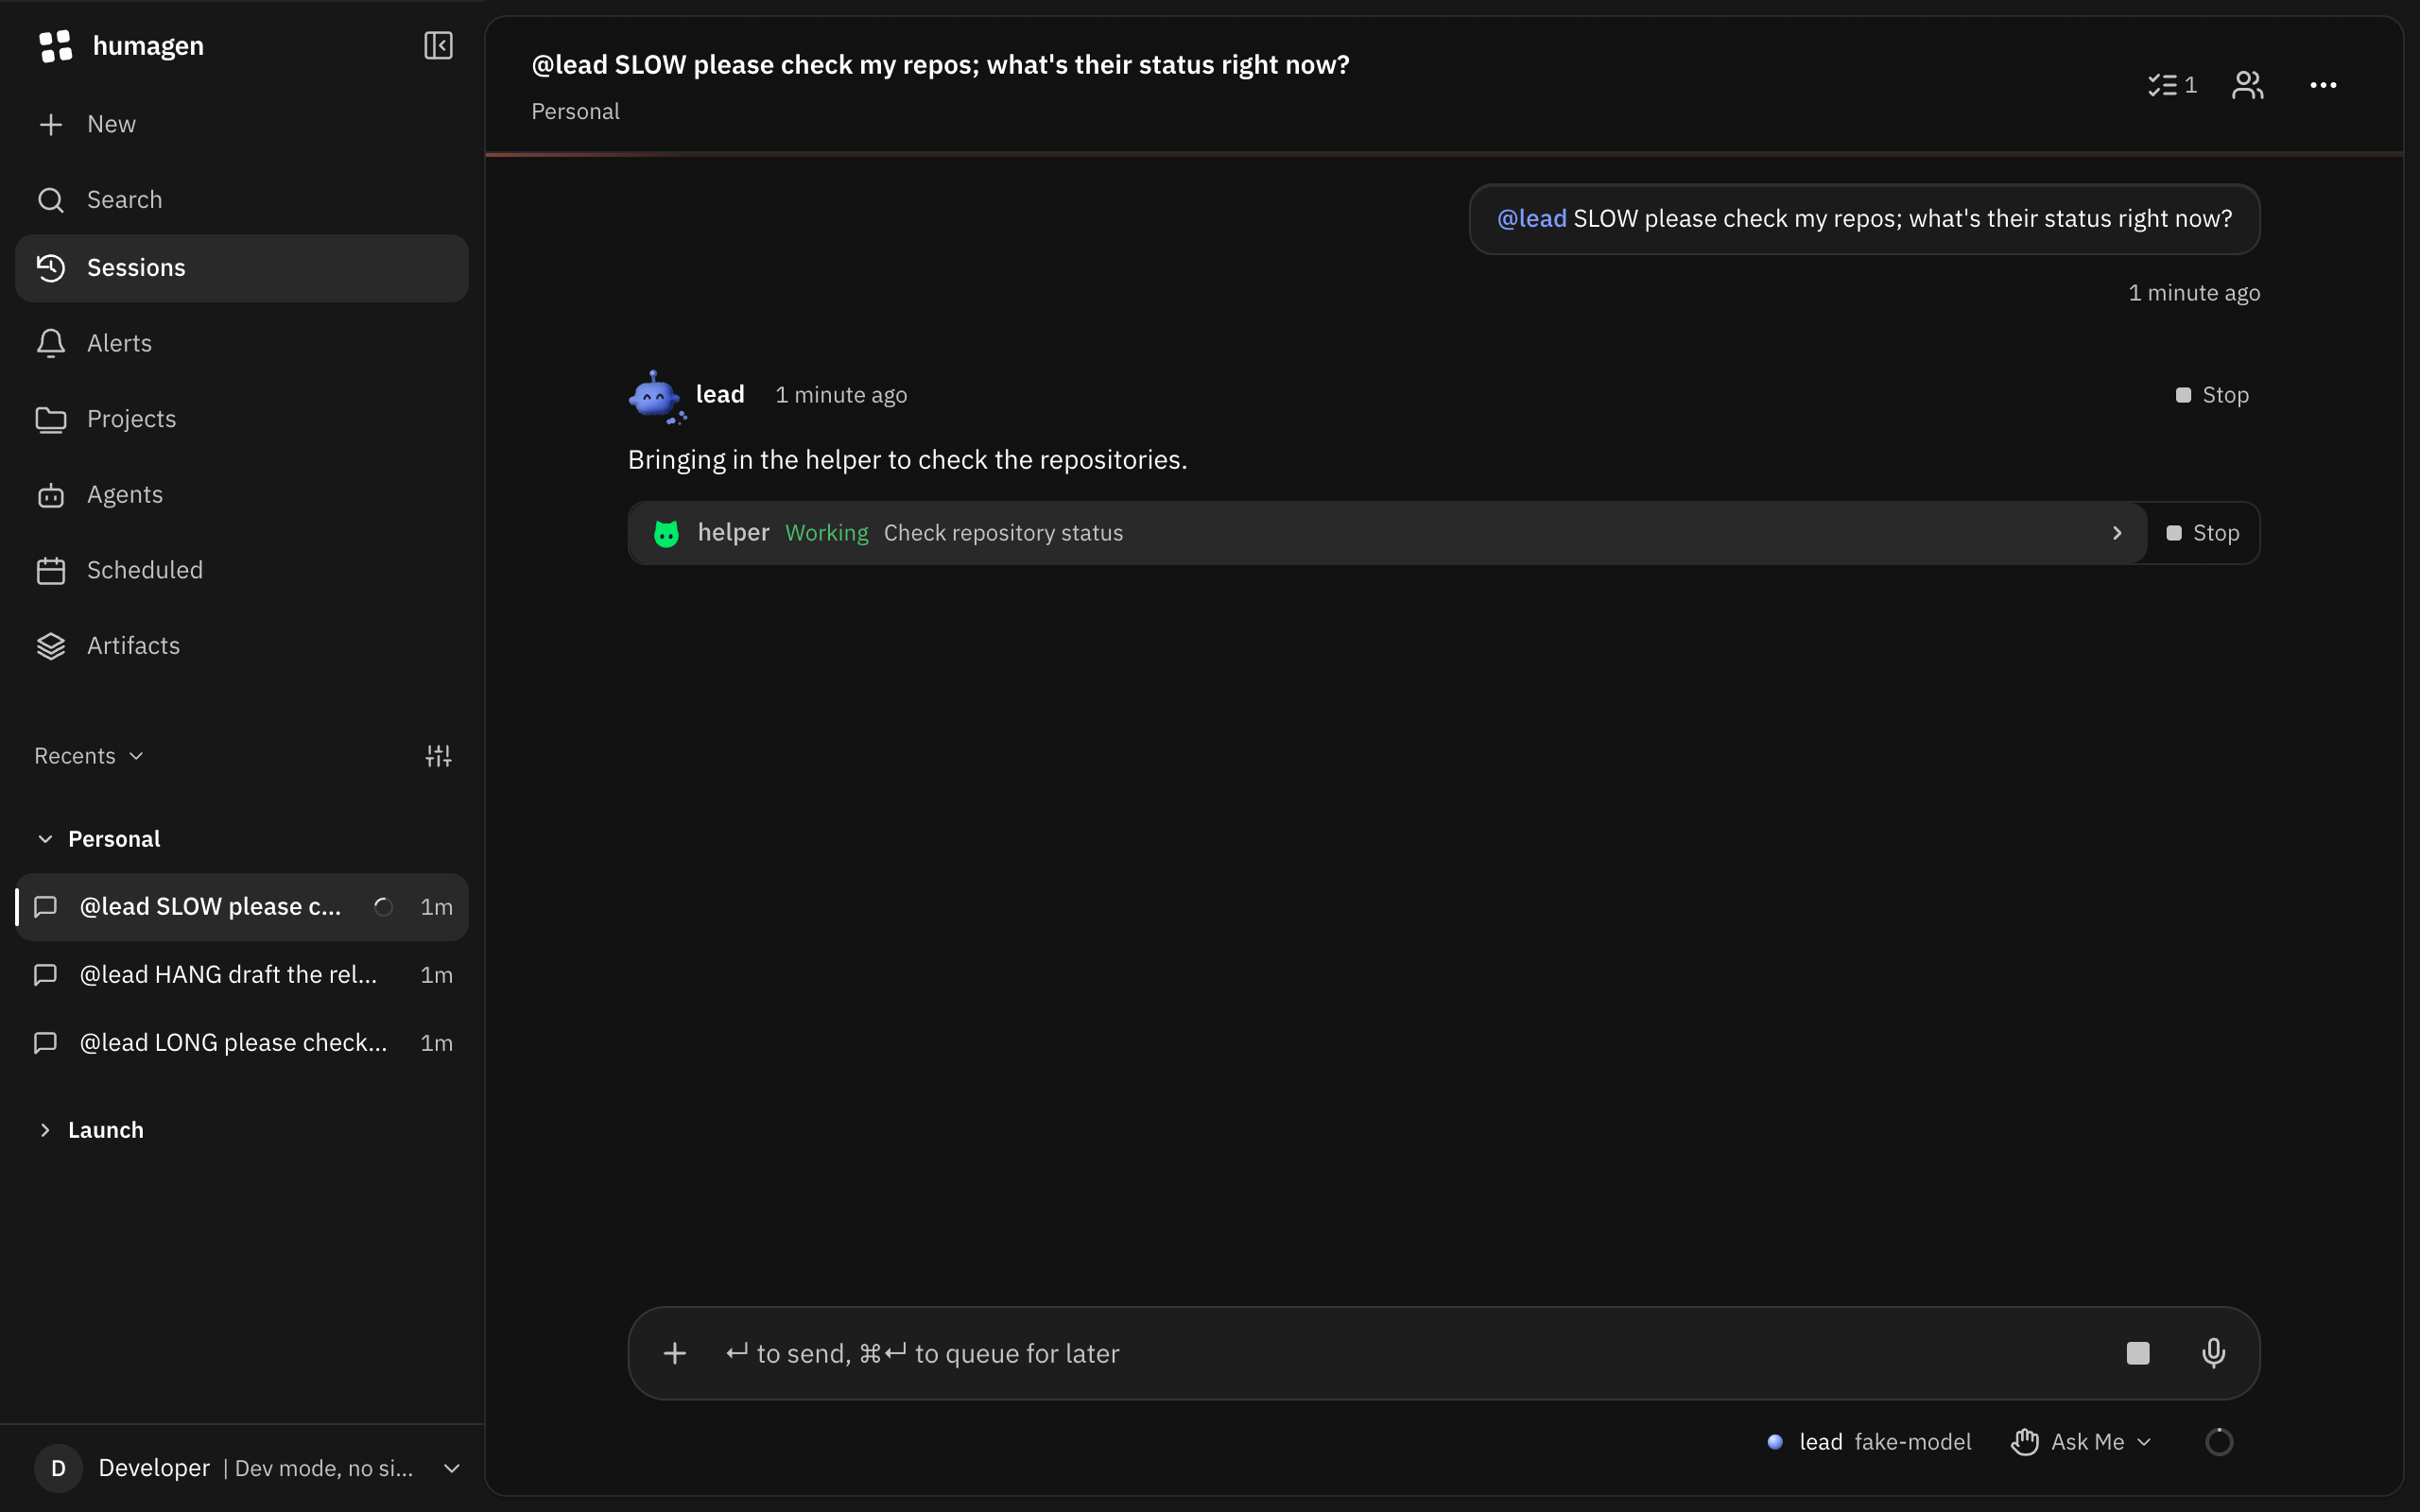 humagen
New
Search
Sessions
Alerts
Projects
Agents
Scheduled
Artifacts
Recents
Personal
@lead SLOW please c... 1m
@lead HANG draft the rel... 1m
@lead LONG please check... 1m
Launch
D Developer | Dev mode, no si...
@lead SLOW please check my repos; what's their status right now?
Personal
1
@lead SLOW please check my repos; what's their status right now?
1 minute ago
lead 1 minute ago Stop
Bringing in the helper to check the repositories.
helper Working Check repository status Stop
↵ to send, ⌘↵ to queue for later
lead fake-model Ask Me